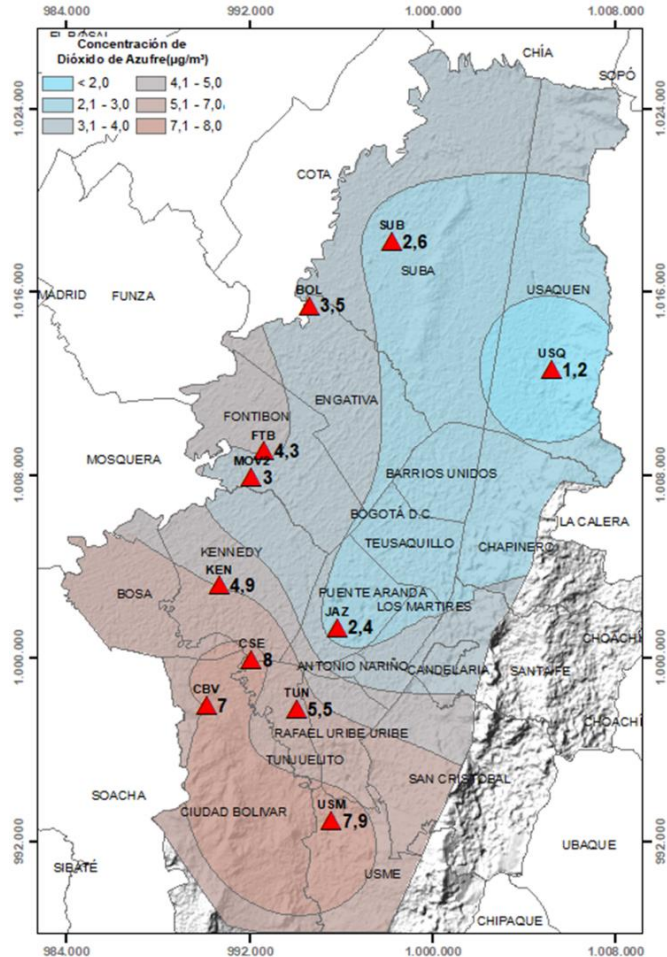 984.000 992.000 1.000.000 1.008.000
Concentración de
Dióxido de Azufre(µg/m³)
< 2,0
4,1 - 5,0
2,1 - 3,0
5,1 - 7,0
3,1 - 4,0
7,1 - 8,0
CHÍA
SOPÓ
1.024.000 1.024.000
COTA
SUB
2,6
SUBA
BOL
3,5
USAQUEN
1.016.000 1.016.000
MADRID
FUNZA
USQ
1,2
ENGATIVA
FONTIBON
FTB
4,3
MOSQUERA
MOV2
3
BARRIOS UNIDOS
1.008.000 1.008.000
BOGOTÁ D.C.
LA CALERA
TEUSAQUILLO
CHAPINERO
KENNEDY
KEN
4,9
BOSA
PUENTE ARANDA
LOS MARTIRES
JAZ
2,4
CHOACHÍ
CSE
8
ANTONIO NARIÑO
CANDELARIA
SANTA FE
1.000.000 1.000.000
CBV
7
TUN
5,5
CHOACHÍ
RAFAEL URIBE URIBE
TUNJUELITO
SAN CRISTOBAL
SOACHA
CIUDAD BOLIVAR
USM
7,9
992.000 992.000
UBAQUE
SIBATÉ
USME
CHIPAQUE
984.000 992.000 1.000.000 1.008.000